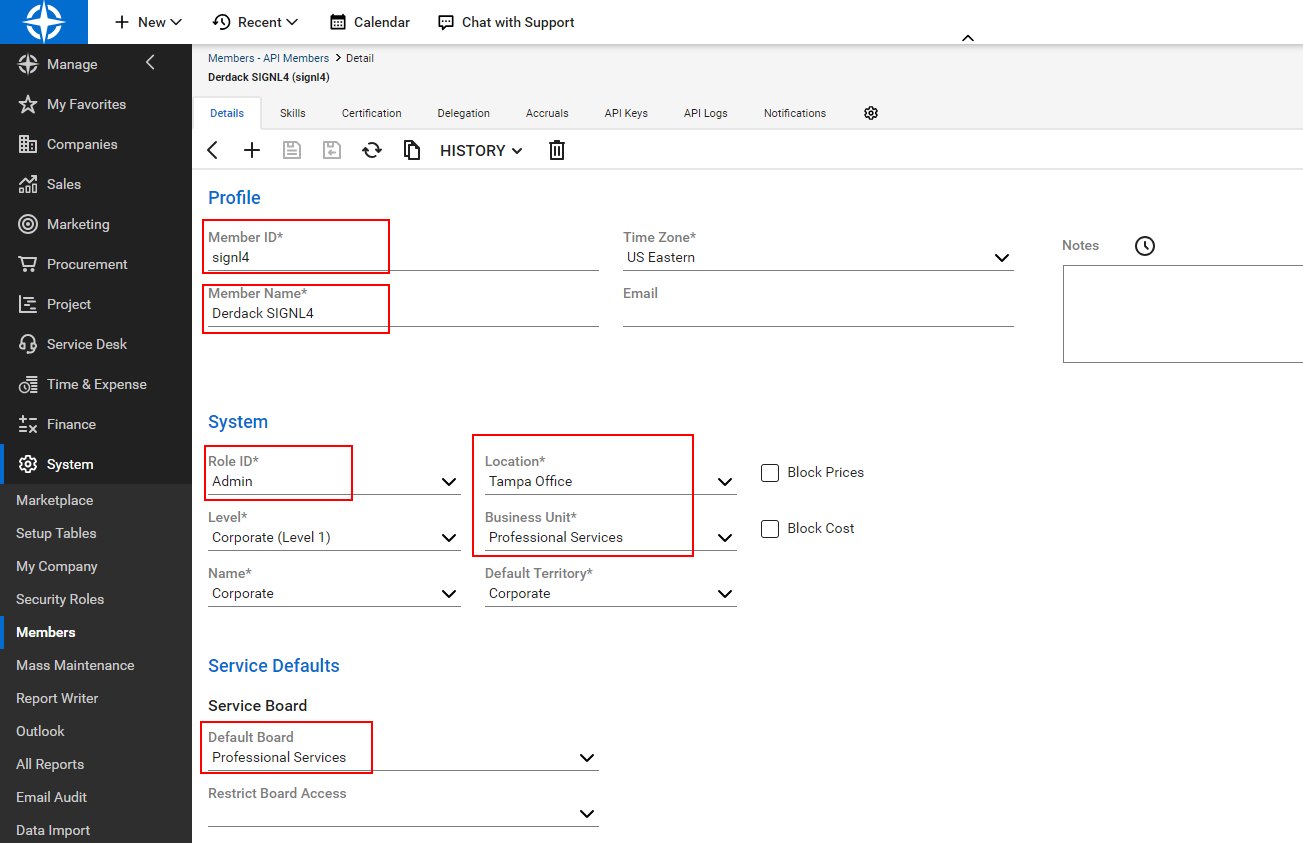 New Recent Calendar Chat with Support
Manage
My Favorites
Companies
Sales
Marketing
Procurement
Project
Service Desk
Time & Expense
Finance
System
Marketplace
Setup Tables
My Company
Security Roles
Members
Mass Maintenance
Report Writer
Outlook
All Reports
Email Audit
Data Import
Members - API Members > Detail
Derdack SIGNL4 (signl4)
Details Skills Certification Delegation Accruals API Keys API Logs Notifications
HISTORY
Profile
Member ID* Time Zone* Notes
signl4 US Eastern
Member Name* Email
Derdack SIGNL4
System
Role ID* Location* Block Prices
Admin Tampa Office
Level* Business Unit* Block Cost
Corporate (Level 1) Professional Services
Name* Default Territory*
Corporate Corporate
Service Defaults
Service Board
Default Board
Professional Services
Restrict Board Access